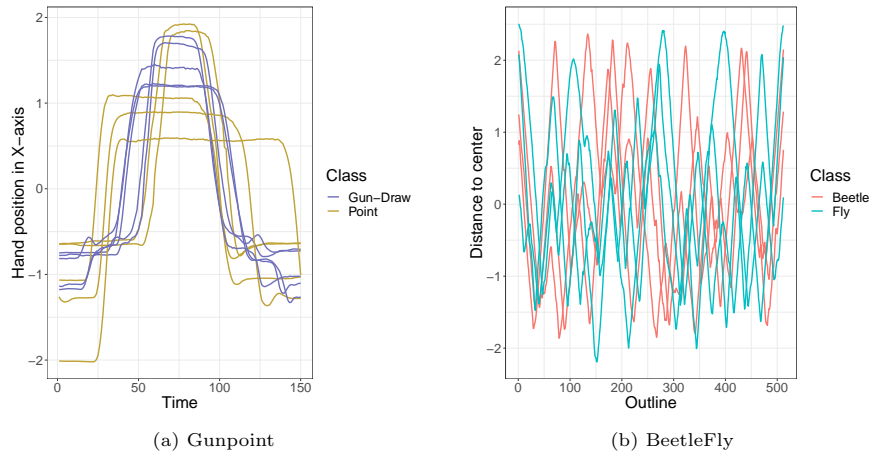 Hand position in X-axis
2
1
0
-1
-2
0
50
100
150
Time
Class
Gun-Draw
Point
(a) Gunpoint
Distance to center
2
0
-1
-2
0
100
200
300
400
500
Outline
Class
Beetle
Fly
(b) BeetleFly